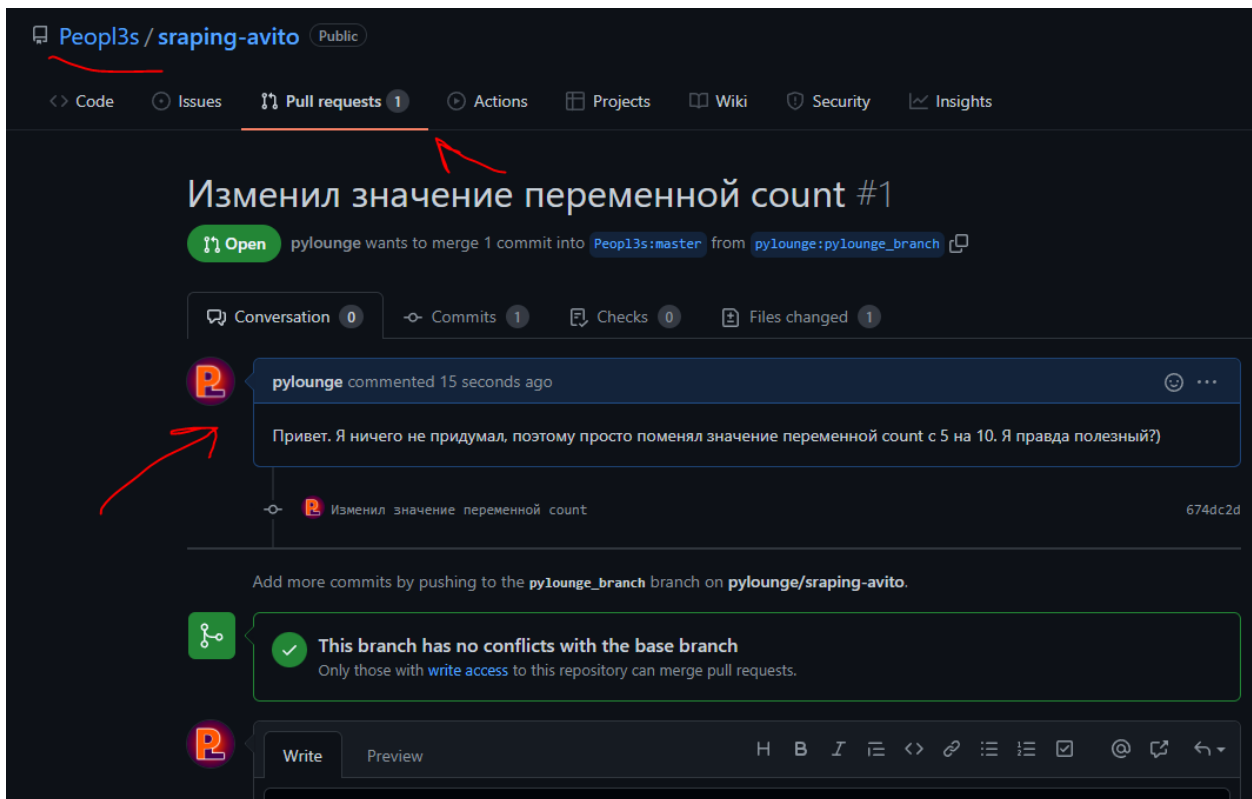 Peopl3s / sraping-avito Public
Code Issues Pull requests 1 Actions Projects Wiki Security Insights
Изменил значение переменной count #1
Open pylounge wants to merge 1 commit into Peopl3s:master from pylounge:pylounge_branch
Conversation 0 Commits 1 Checks 0 Files changed 1
pylounge commented 15 seconds ago
Привет. Я ничего не придумал, поэтому просто поменял значение переменной count с 5 на 10. Я правда полезный?)
Изменил значение переменной count 674dc2d
Add more commits by pushing to the pylounge_branch branch on pylounge/sraping-avito.
This branch has no conflicts with the base branch
Only those with write access to this repository can merge pull requests.
Write Preview